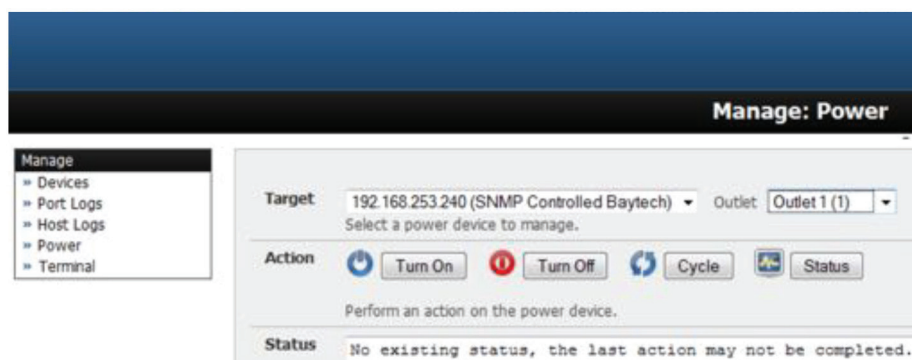 Manage: Power
Manage
» Devices
» Port Logs
» Host Logs
» Power
» Terminal
Target 192.168.253.240 (SNMP Controlled Baytech) Outlet Outlet 1 (1)
Select a power device to manage.
Action Turn On Turn Off Cycle Status
Perform an action on the power device.
Status No existing status, the last action may not be completed.